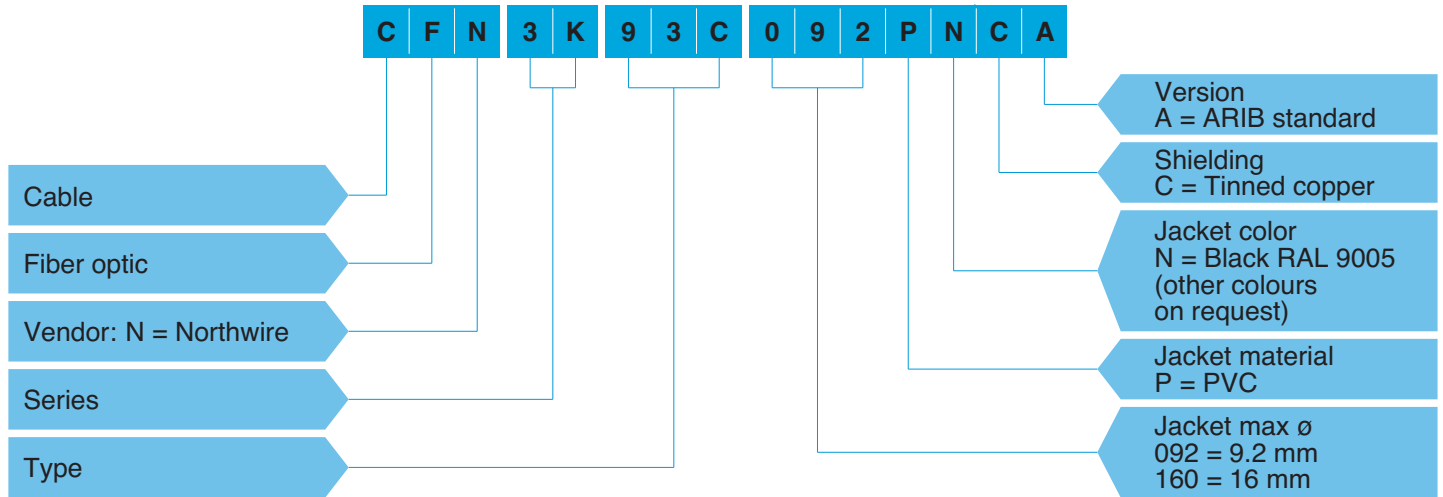 C F N 3 K 9 3 C 0 9 2 P N C A
Cable
Fiber optic
Vendor: N = Northwire
Series
Type
Version
A = ARIB standard
Shielding
C = Tinned copper
Jacket color
N = Black RAL 9005
(other colours
on request)
Jacket material
P = PVC
Jacket max ø
092 = 9.2 mm
160 = 16 mm